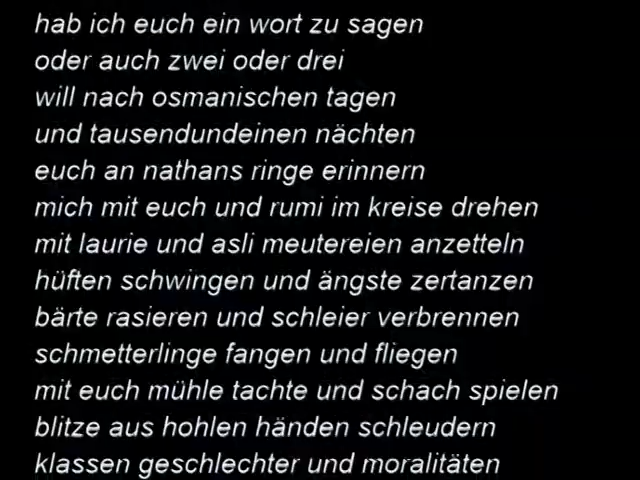 hab ich euch ein wort zu sagen
oder auch zwei oder drei
will nach osmanischen tagen
und tausendundeinen nächten
euch an nathans ringe erinnern
mich mit euch und rumi im kreise drehen
mit laurie und asli meutereien anzetteln
hüften schwingen und ängste zertanzen
bärte rasieren und schleier verbrennen
schmetterlinge fangen und fliegen
mit euch mühle tachte und schach spielen
blitze aus hohlen händen schleudern
klassen geschlechter und moralitäten